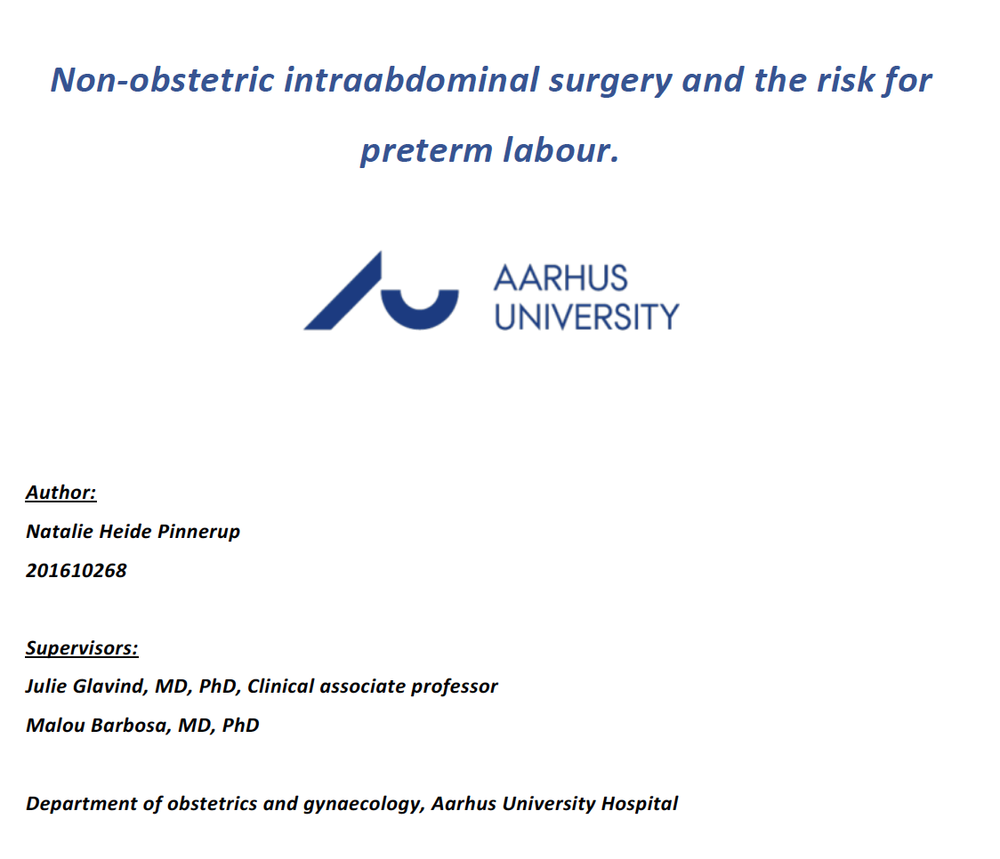 Non-obstetric intraabdominal surgery and the risk for
preterm labour.
AARHUS
UNIVERSITY
Author:
Natalie Heide Pinnerup
201610268
Supervisors:
Julie Glavind, MD, PhD, Clinical associate professor
Malou Barbosa, MD, PhD
Department of obstetrics and gynaecology, Aarhus University Hospital